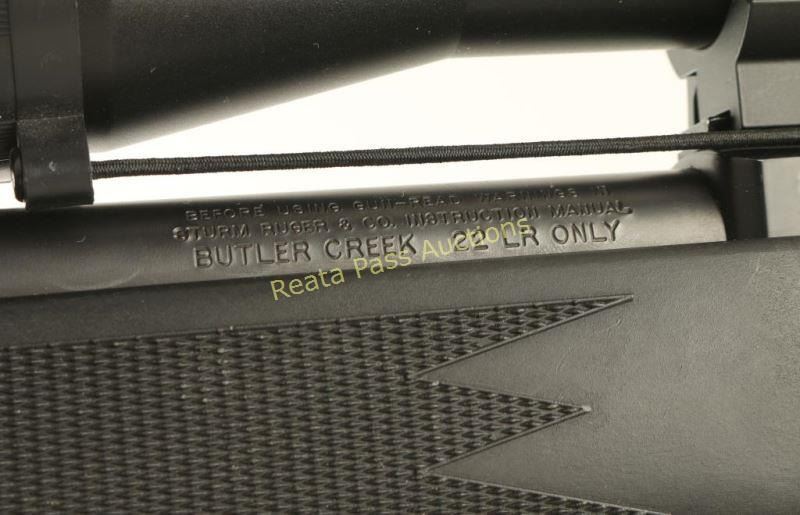 BEFORE USING GUN-READ WARNINGS IN
STURM RUGER & CO. INSTRUCTION MANUAL
BUTLER CREEK .22 LR ONLY
Reata Pass Auctions